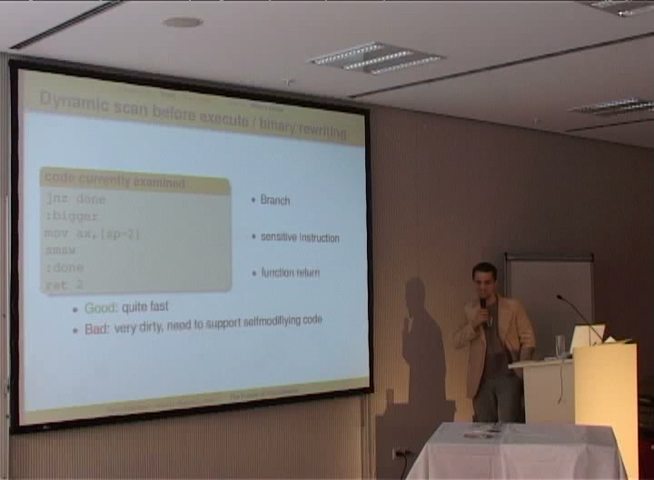 Dynamic scan before execute / binary rewriting
code currently examined
jnz done
:bigger
mov ax,[sp-2]
smsw
:done
ret 2
• Branch
• sensitive instruction
• function return
• Good: quite fast
• Bad: very dirty, need to support selfmodifiying code